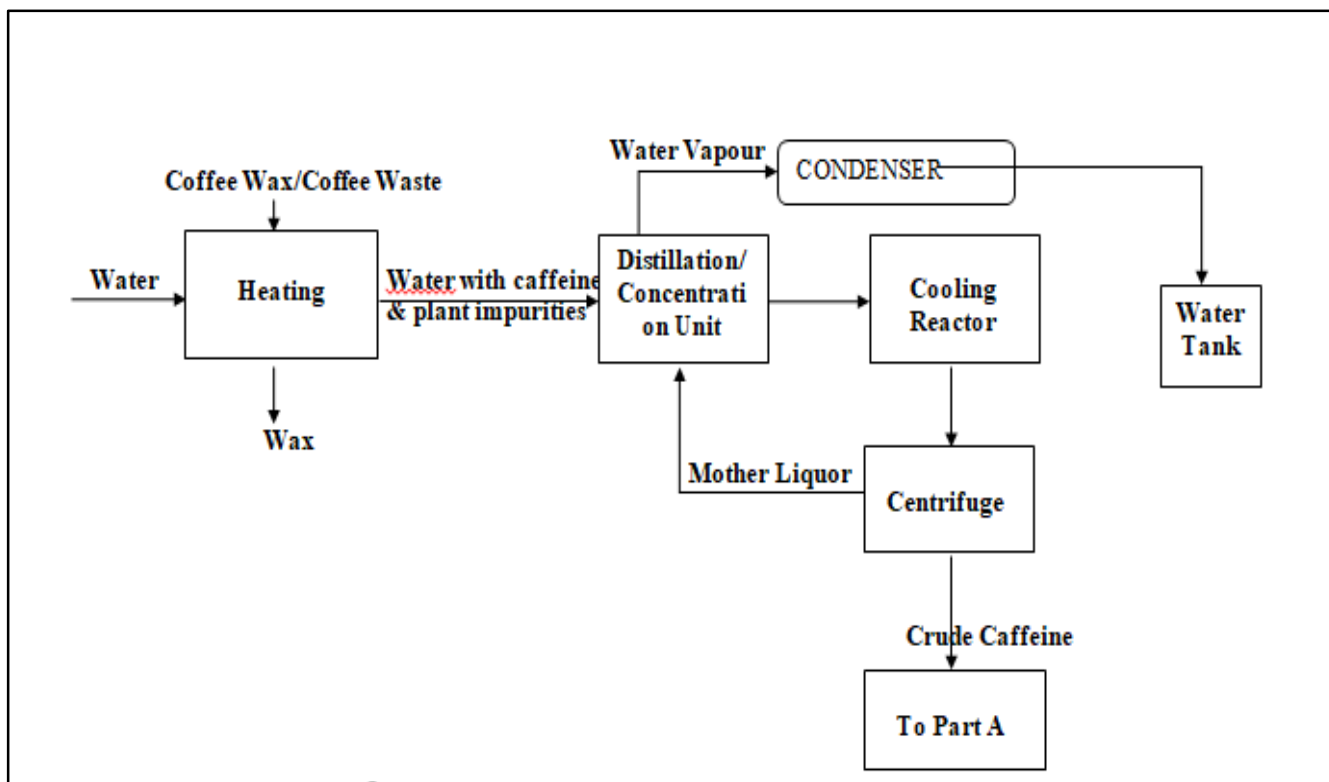 Water Vapour
CONDENSER
Coffee Wax/Coffee Waste
Water
Heating
Water with caffeine
& plant impurities
Distillation/
Concentrati
on Unit
Cooling
Reactor
Water
Tank
Wax
Mother Liquor
Centrifuge
Crude Caffeine
To Part A